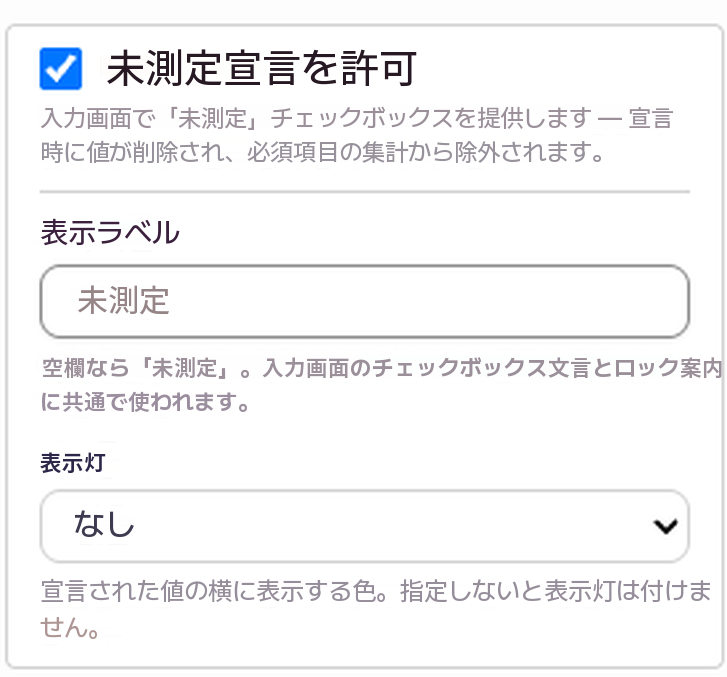 未測定宣言を許可
入力画面で「未測定」チェックボックスを提供します — 宣言
時に値が削除され、必須項目の集計から除外されます。
表示ラベル
未測定
空欄なら「未測定」。入力画面のチェックボックス文言とロック案内
に共通で使われます。
表示灯
なし
宣言された値の横に表示する色。指定しないと表示灯は付けま
せん。